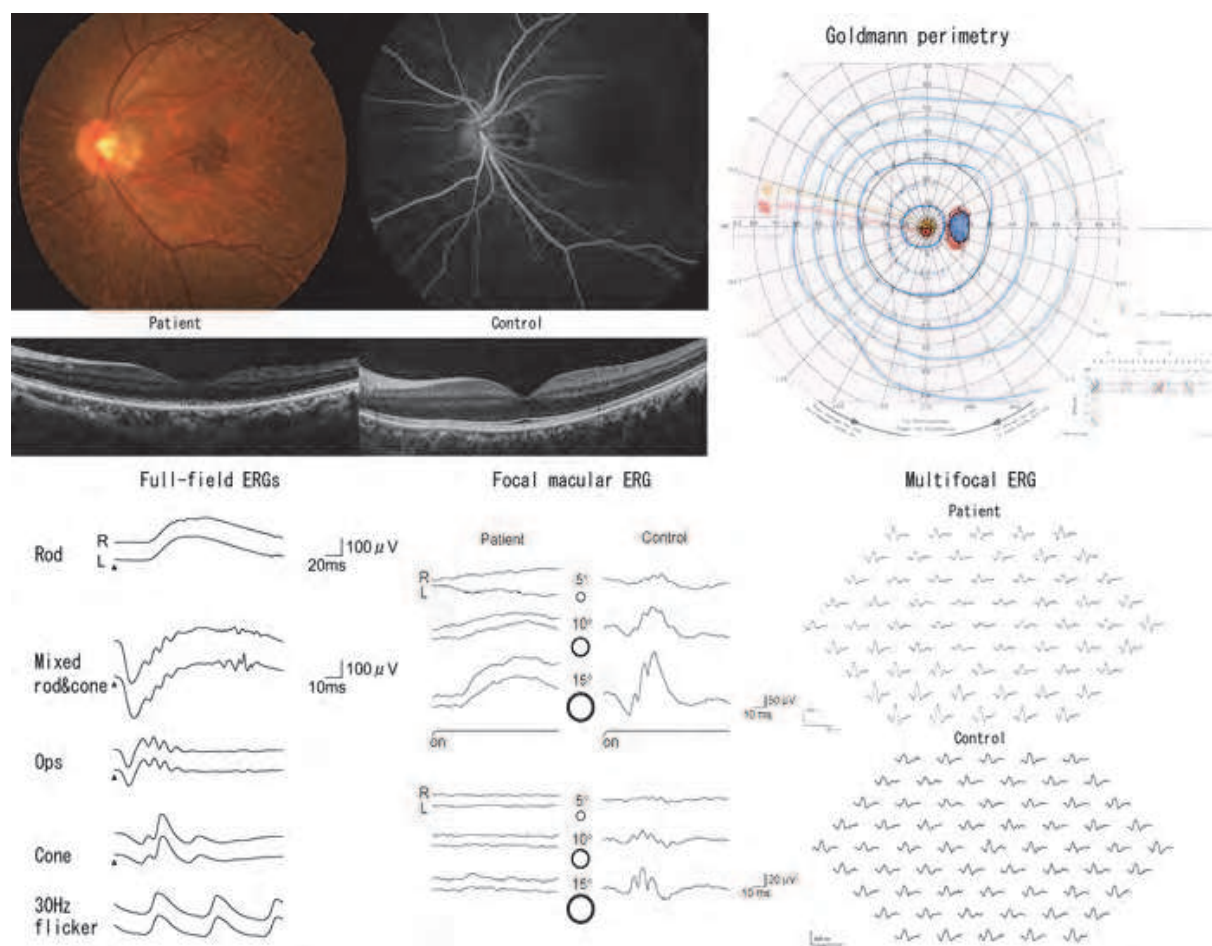 Goldmann perimetry
Patient
Control
Full-field ERGs
Rod
R
L
100 μV
20ms
Mixed
rod&cone
100 μV
10ms
Ops
Cone
30Hz
flicker
Focal macular ERG
Patient
Control
R
L
5°
10°
15°
50 μV
10 ms
on
on
R
L
5°
10°
15°
20 μV
10 ms
Multifocal ERG
Patient
Control